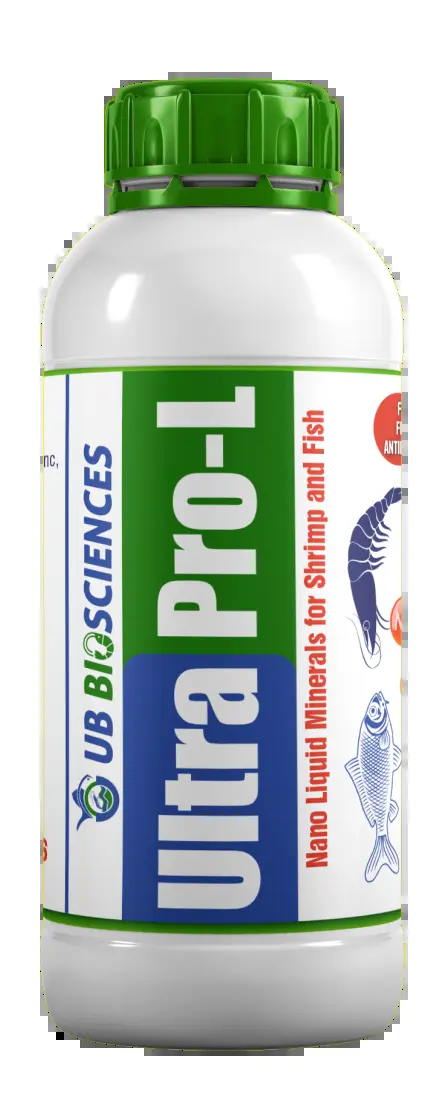 UB BIOSCIENCES
Ultra Pro-L
Nano Liquid Minerals for Shrimp and Fish